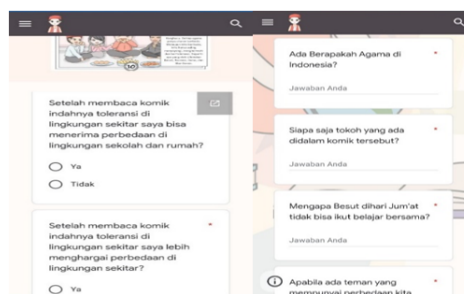 Setelah membaca komik
indahnya toleransi di
lingkungan sekitar saya bisa
menerima perbedaan di
lingkungan sekolah dan rumah?
Ya
Tidak
Setelah membaca komik
indahnya toleransi di
lingkungan sekitar saya lebih
menghargai perbedaan di
lingkungan sekitar?
*
Ya
Ada Berapakah Agama di
Indonesia?
*
Jawaban Anda
Siapa saja tokoh yang ada
didalam komik tersebut?
*
Jawaban Anda
Mengapa Besut dihari Jum'at
tidak bisa ikut belajar bersama?
*
Jawaban Anda
Apabila ada teman yang
mempunyai perbedaan kita
*